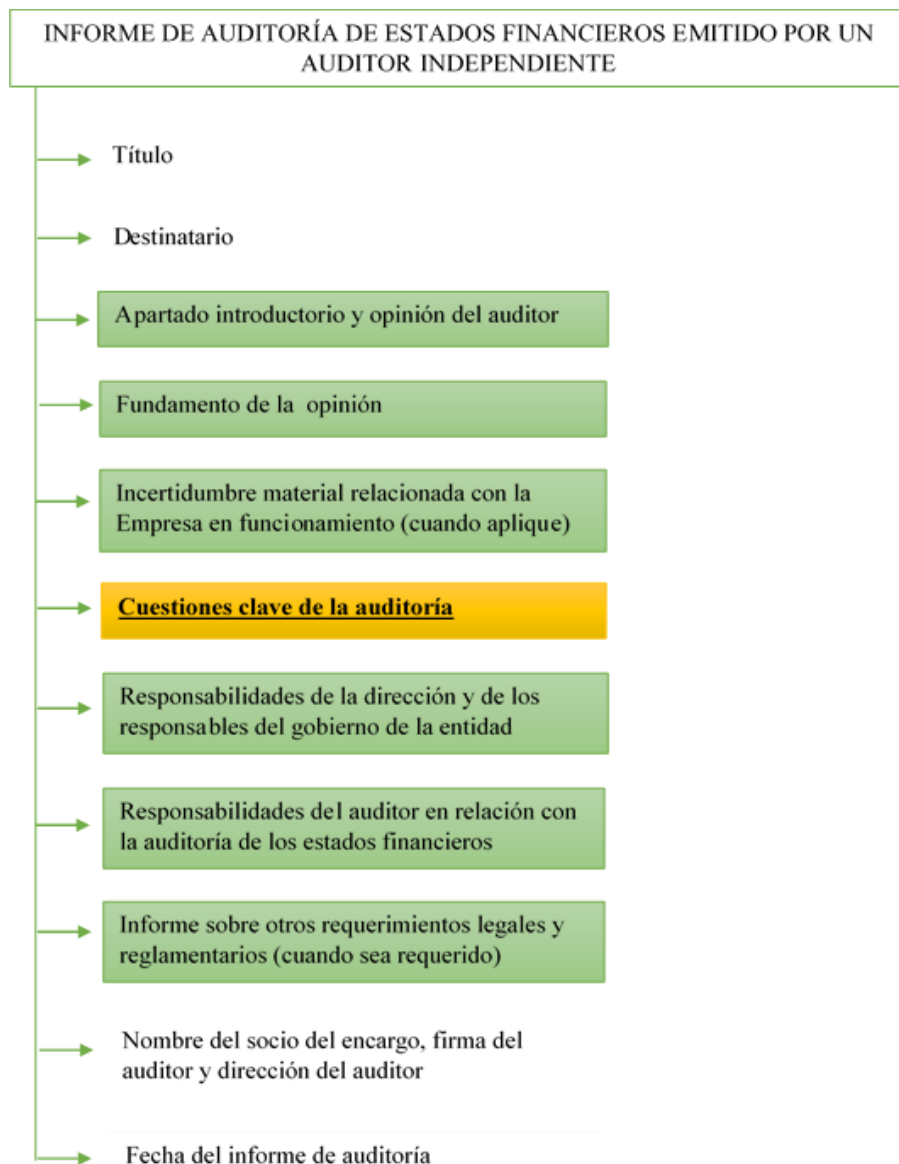 INFORME DE AUDITORÍA DE ESTADOS FINANCIEROS EMITIDO POR UN
AUDITOR INDEPENDIENTE
Título
Destinatario
Apartado introductorio y opinión del auditor
Fundamento de la opinión
Incertidumbre material relacionada con la
Empresa en funcionamiento (cuando aplique)
Cuestiones clave de la auditoría
Responsabilidades de la dirección y de los
responsables del gobierno de la entidad
Responsabilidades del auditor en relación con
la auditoría de los estados financieros
Informe sobre otros requerimientos legales y
reglamentarios (cuando sea requerido)
Nombre del socio del encargo, firma del
auditor y dirección del auditor
Fecha del informe de auditoría